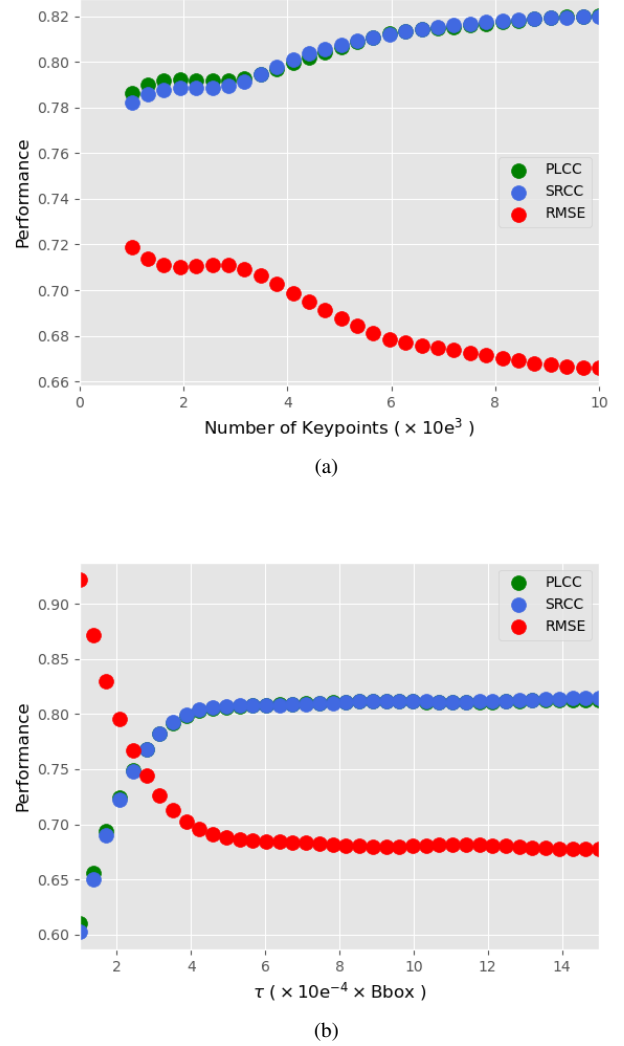 0.82
0.80
0.78
0.76
0.74
0.72
0.70
0.68
0.66
Performance
PLCC
SRCC
RMSE
0 2 4 6 8 10
Number of Keypoints ( × 10e³ )
(a)
0.90
0.85
0.80
0.75
0.70
0.65
0.60
Performance
PLCC
SRCC
RMSE
2 4 6 8 10 12 14
τ ( × 10e⁻⁴ × Bbox )
(b)